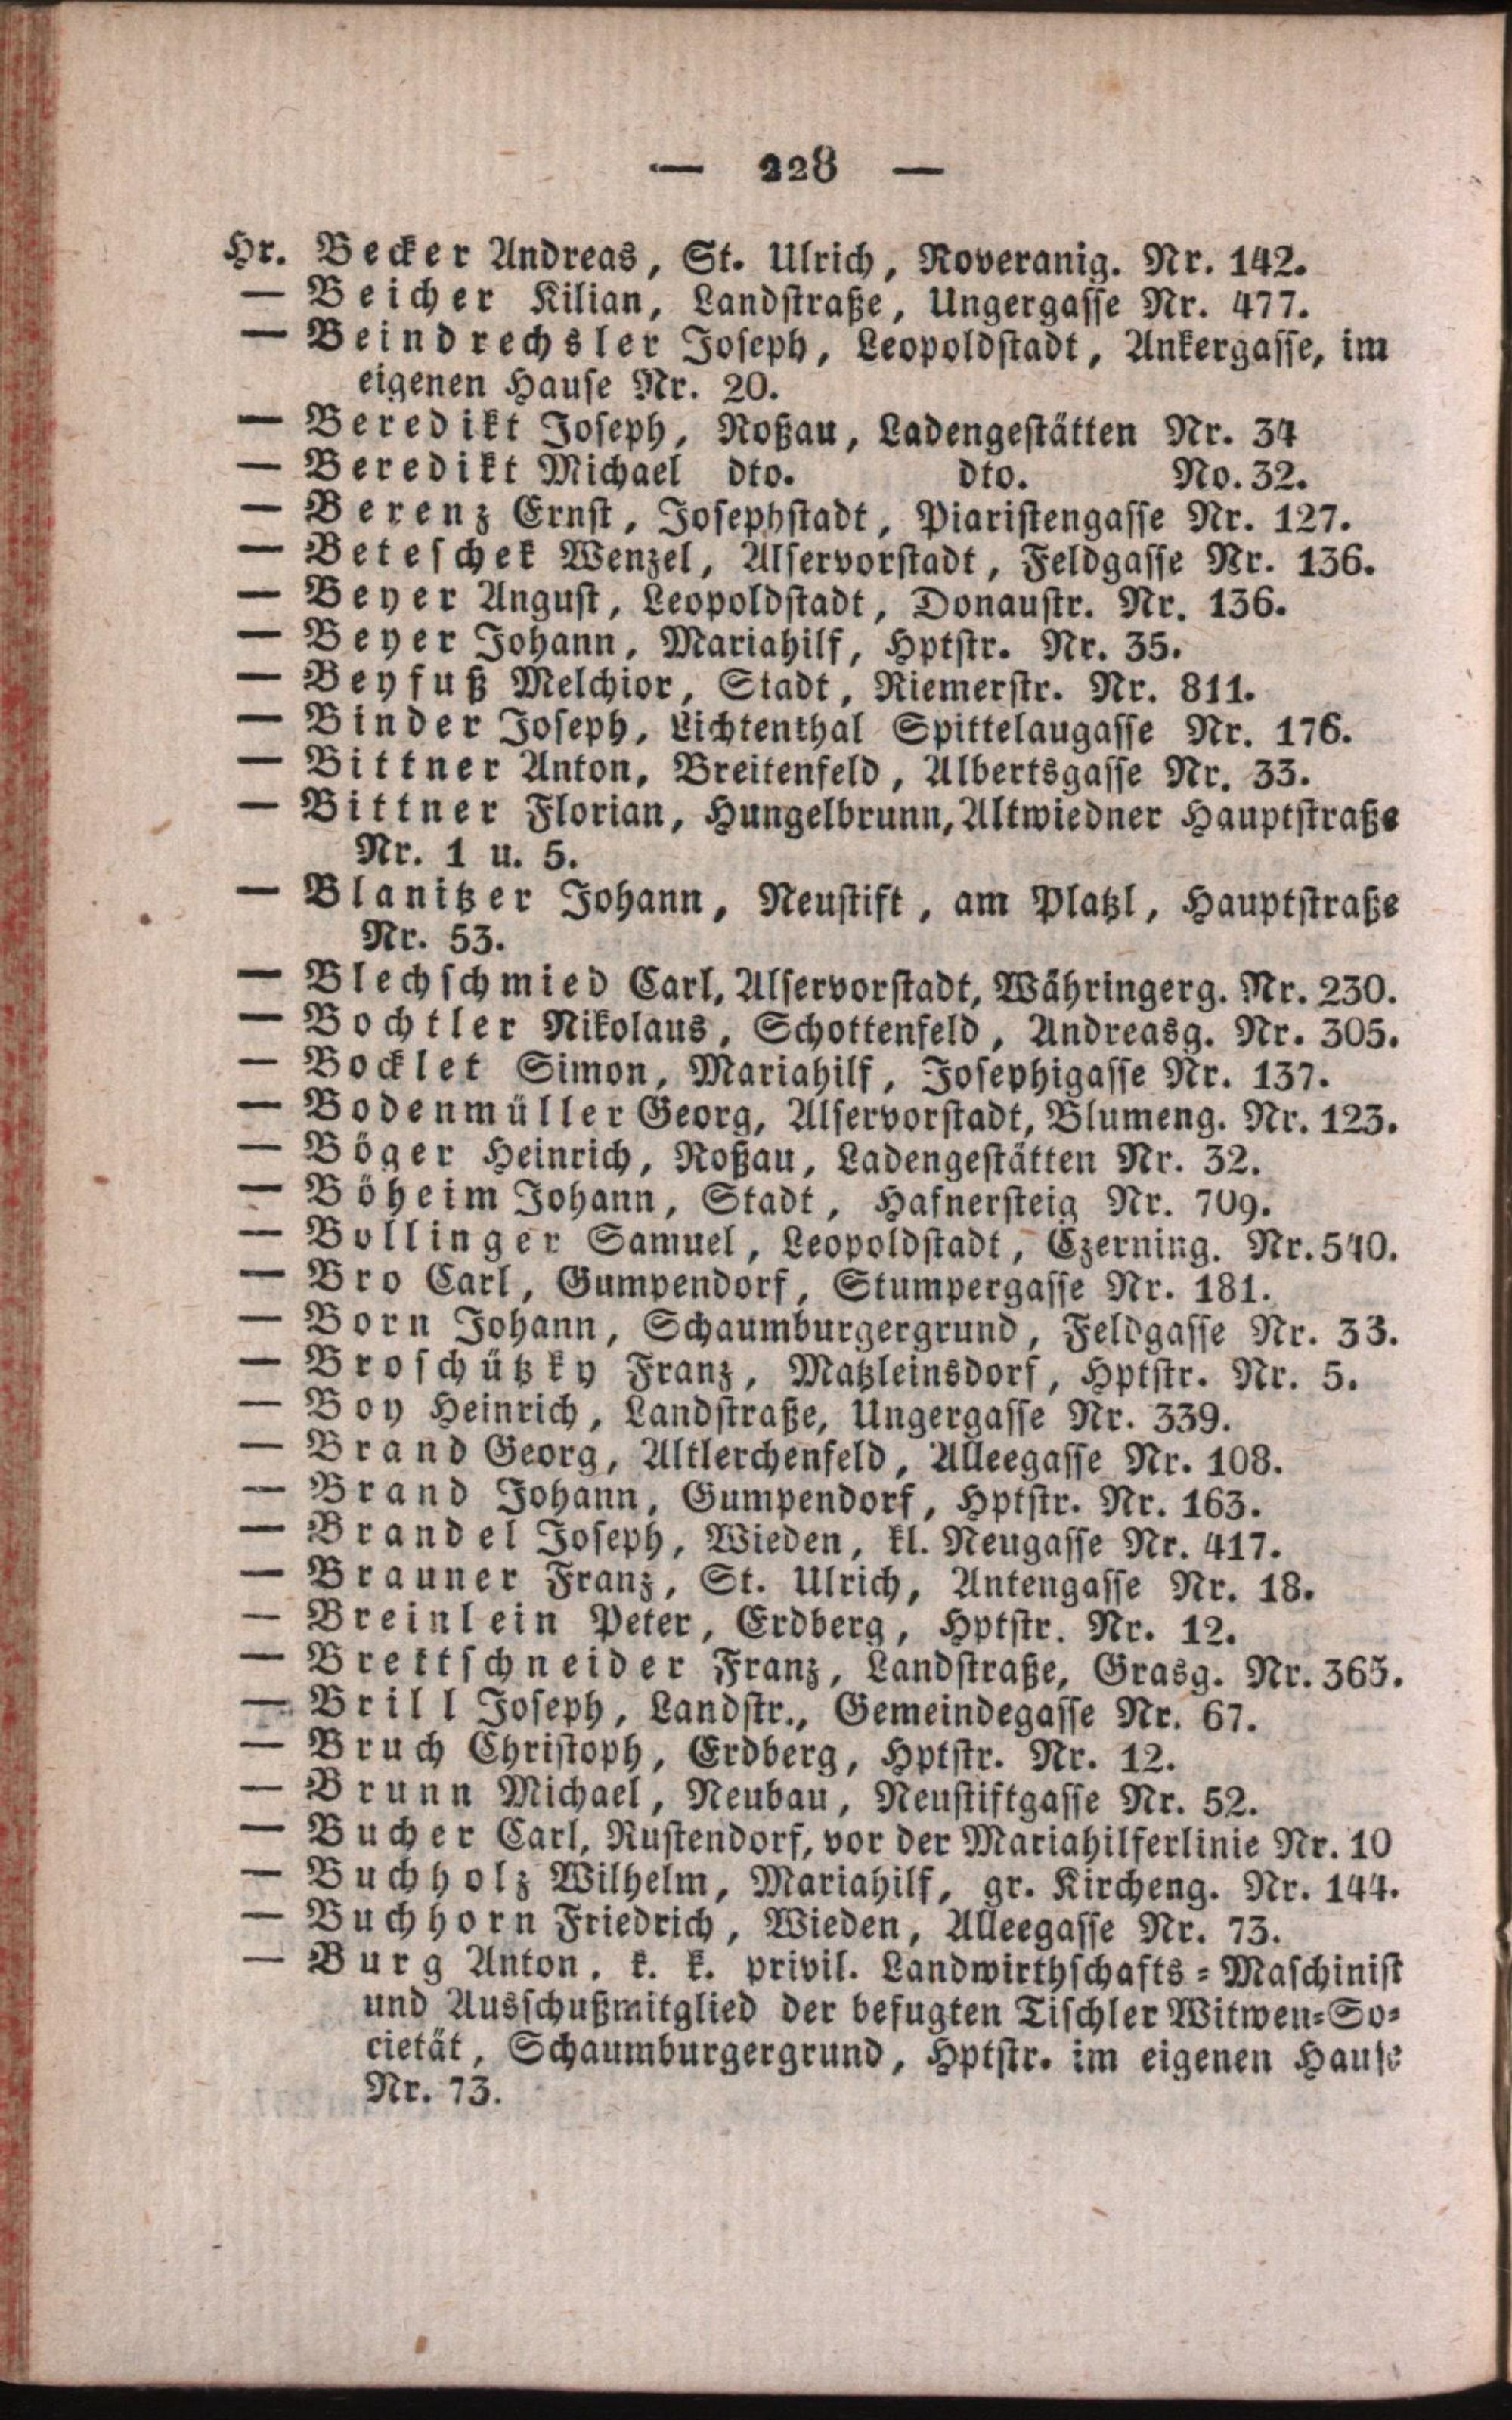 — 228 —
Hr. Becker Andreas, St. Ulrich, Roveranig. Nr. 142.
— Beicher Kilian, Landstraße, Ungergasse Nr. 477.
— Beindrechsler Joseph, Leopoldstadt, Ankergasse, im
eigenen Hause Nr. 20.
— Beredikt Joseph, Roßau, Ladengestätten Nr. 34
— Beredikt Michael dto. dto. No. 32.
— Berenz Ernst, Josephstadt, Piaristengasse Nr. 127.
— Beteschek Wenzel, Alservorstadt, Feldgasse Nr. 136.
— Beyer Angust, Leopoldstadt, Donaustr. Nr. 136.
— Beyer Johann, Mariahilf, Hptstr. Nr. 35.
— Beyfuß Melchior, Stadt, Riemerstr. Nr. 811.
— Binder Joseph, Lichtenthal Spittelaugasse Nr. 176.
— Bittner Anton, Breitenfeld, Albertsgasse Nr. 33.
— Bittner Florian, Hungelbrunn, Altwiedner Hauptstraße
Nr. 1 u. 5.
— Blanitzer Johann, Neustift, am Platzl, Hauptstraße
Nr. 53.
— Blechschmied Carl, Alservorstadt, Währingerg. Nr. 230.
— Bochtler Nikolaus, Schottenfeld, Andreasg. Nr. 305.
— Bocklet Simon, Mariahilf, Josephigasse Nr. 137.
— Bodenmüller Georg, Alservorstadt, Blumeng. Nr. 123.
— Böger Heinrich, Roßau, Ladengestätten Nr. 32.
— Böheim Johann, Stadt, Hafnersteig Nr. 709.
— Bollinger Samuel, Leopoldstadt, Czerning. Nr. 540.
— Bro Carl, Gumpendorf, Stumpergasse Nr. 181.
— Born Johann, Schaumburgergrund, Feldgasse Nr. 33.
— Broschützky Franz, Matzleinsdorf, Hptstr. Nr. 5.
— Boy Heinrich, Landstraße, Ungergasse Nr. 339.
— Brand Georg, Altlerchenfeld, Alleegasse Nr. 108.
— Brand Johann, Gumpendorf, Hptstr. Nr. 163.
— Brandel Joseph, Wieden, kl. Neugasse Nr. 417.
— Brauner Franz, St. Ulrich, Antengasse Nr. 18.
— Breinlein Peter, Erdberg, Hptstr. Nr. 12.
— Brettschneider Franz, Landstraße, Grasg. Nr. 365.
— Brill Joseph, Landstr., Gemeindegasse Nr. 67.
— Bruch Christoph, Erdberg, Hptstr. Nr. 12.
— Brunn Michael, Neubau, Neustiftgasse Nr. 52.
— Bucher Carl, Rustendorf, vor der Mariahilferlinie Nr. 10
— Buchholz Wilhelm, Mariahilf, gr. Kircheng. Nr. 144.
— Buchhorn Friedrich, Wieden, Alleegasse Nr. 73.
— Burg Anton, k. k. privil. Landwirthschafts-Maschinist
und Ausschußmitglied der befugten Tischler Witwen-So-
cietät, Schaumburgergrund, Hptstr. im eigenen Hause
Nr. 73.